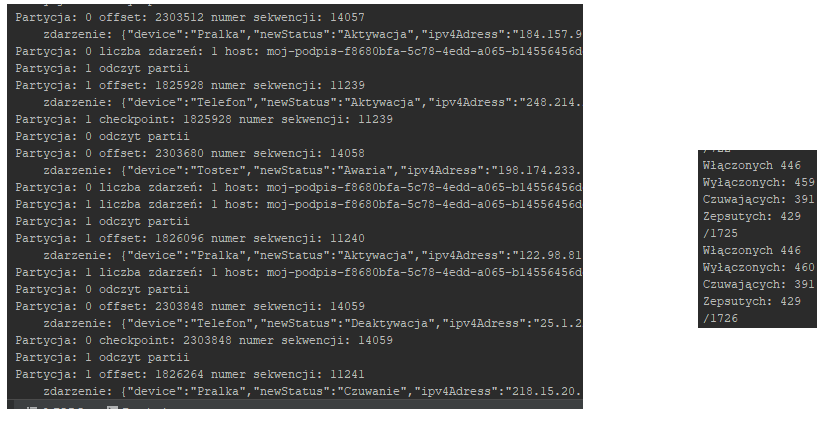 Partycja: 0 offset: 2303512 numer sekwencji: 14057
zdarzenie: {"device":"Pralka","newStatus":"Aktywacja","ipv4Adress":"184.157.9
Partycja: 0 liczba zdarzeń: 1 host: moj-podpis-f8680bfa-5c78-4edd-a065-b14556456d
Partycja: 1 odczyt partii
Partycja: 1 offset: 1825928 numer sekwencji: 11239
zdarzenie: {"device":"Telefon","newStatus":"Aktywacja","ipv4Adress":"248.214.
Partycja: 1 checkpoint: 1825928 numer sekwencji: 11239
Partycja: 0 odczyt partii
Partycja: 0 offset: 2303680 numer sekwencji: 14058
zdarzenie: {"device":"Toster","newStatus":"Awaria","ipv4Adress":"198.174.233.
Partycja: 0 liczba zdarzeń: 1 host: moj-podpis-f8680bfa-5c78-4edd-a065-b14556456d
Partycja: 1 liczba zdarzeń: 1 host: moj-podpis-f8680bfa-5c78-4edd-a065-b14556456d
Partycja: 1 odczyt partii
Partycja: 1 offset: 1826096 numer sekwencji: 11240
zdarzenie: {"device":"Pralka","newStatus":"Aktywacja","ipv4Adress":"122.98.81
Partycja: 1 liczba zdarzeń: 1 host: moj-podpis-f8680bfa-5c78-4edd-a065-b14556456d
Partycja: 0 odczyt partii
Partycja: 0 offset: 2303848 numer sekwencji: 14059
zdarzenie: {"device":"Telefon","newStatus":"Deaktywacja","ipv4Adress":"25.1.2
Partycja: 0 checkpoint: 2303848 numer sekwencji: 14059
Partycja: 1 odczyt partii
Partycja: 1 offset: 1826264 numer sekwencji: 11241
zdarzenie: {"device":"Pralka","newStatus":"Czuwanie","ipv4Adress":"218.15.20.
Włączonych 446
Wyłączonych: 459
Czuwających: 391
Zepsutych: 429
/1725
Włączonych 446
Wyłączonych: 460
Czuwających: 391
Zepsutych: 429
/1726